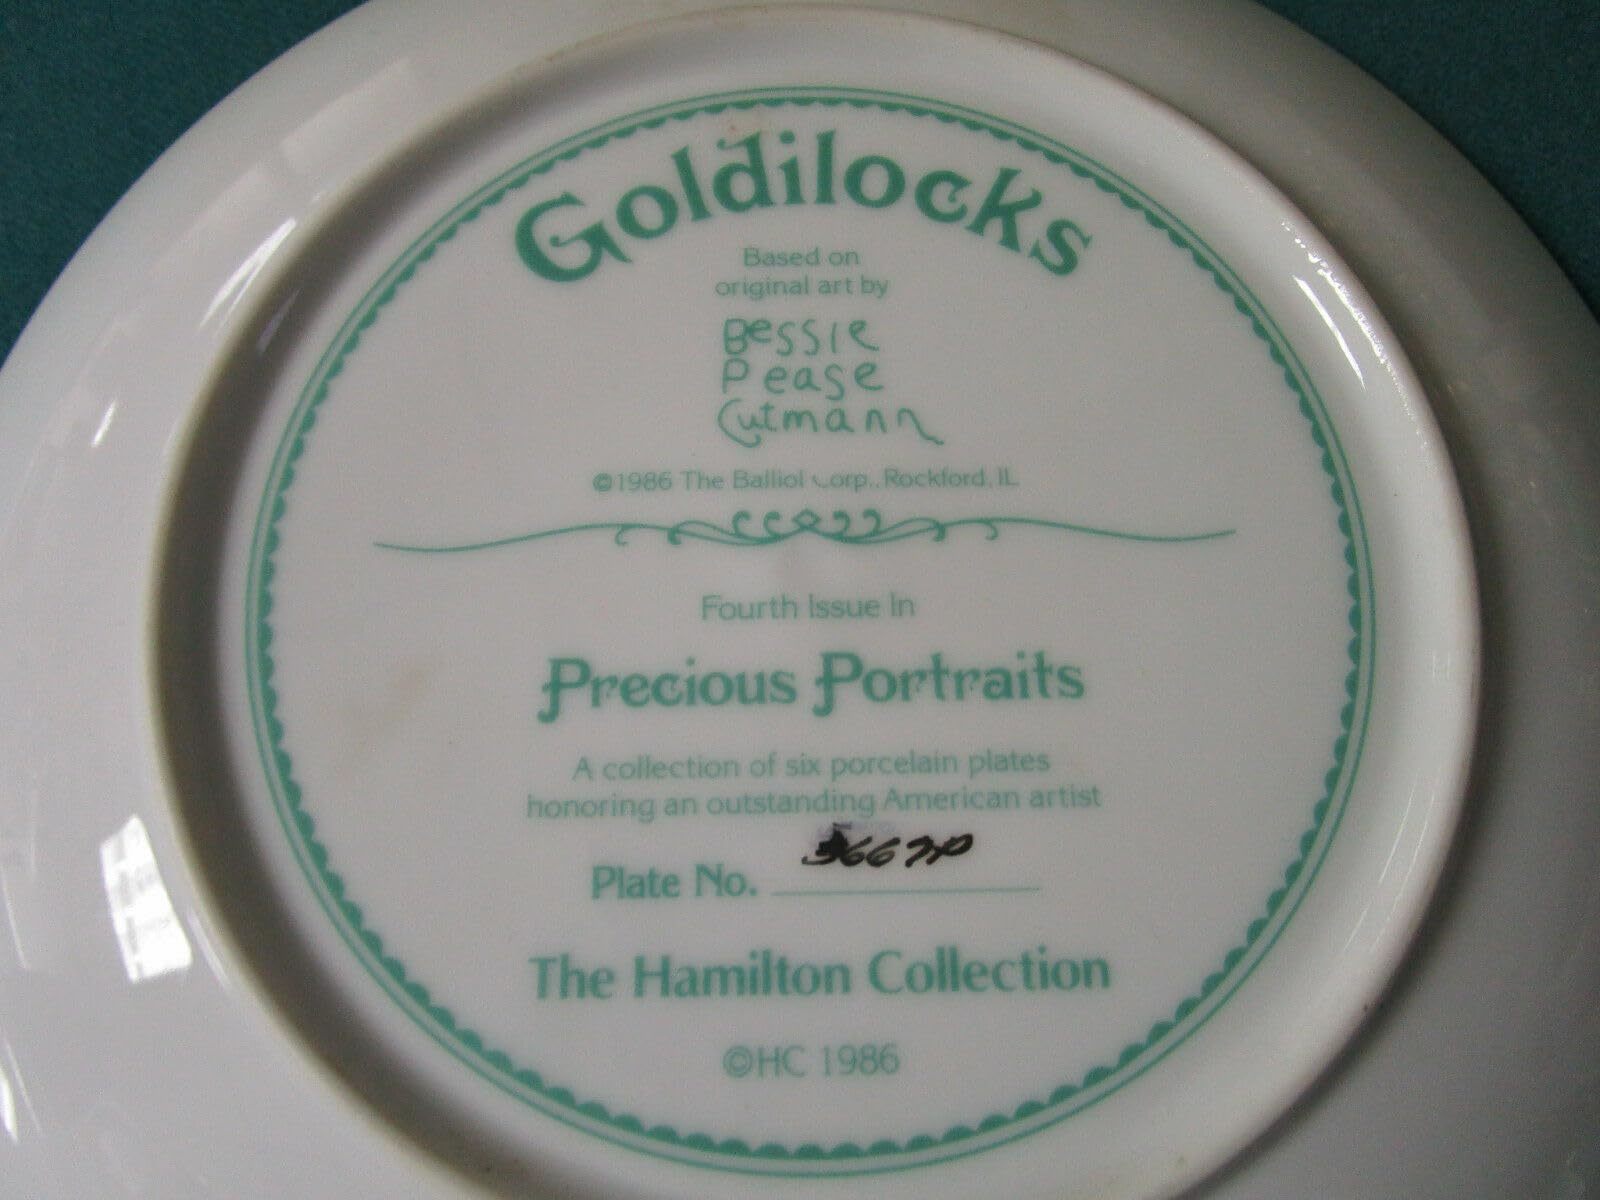 Goldilocks
Based on
original art by
Bessie
Pease
Gutmann
©1986 The Balliol Corp., Rockford, IL
Fourth Issue In
Precious Portraits
A collection of six porcelain plates
honoring an outstanding American artist
Plate No.
The Hamilton Collection
©HC 1986